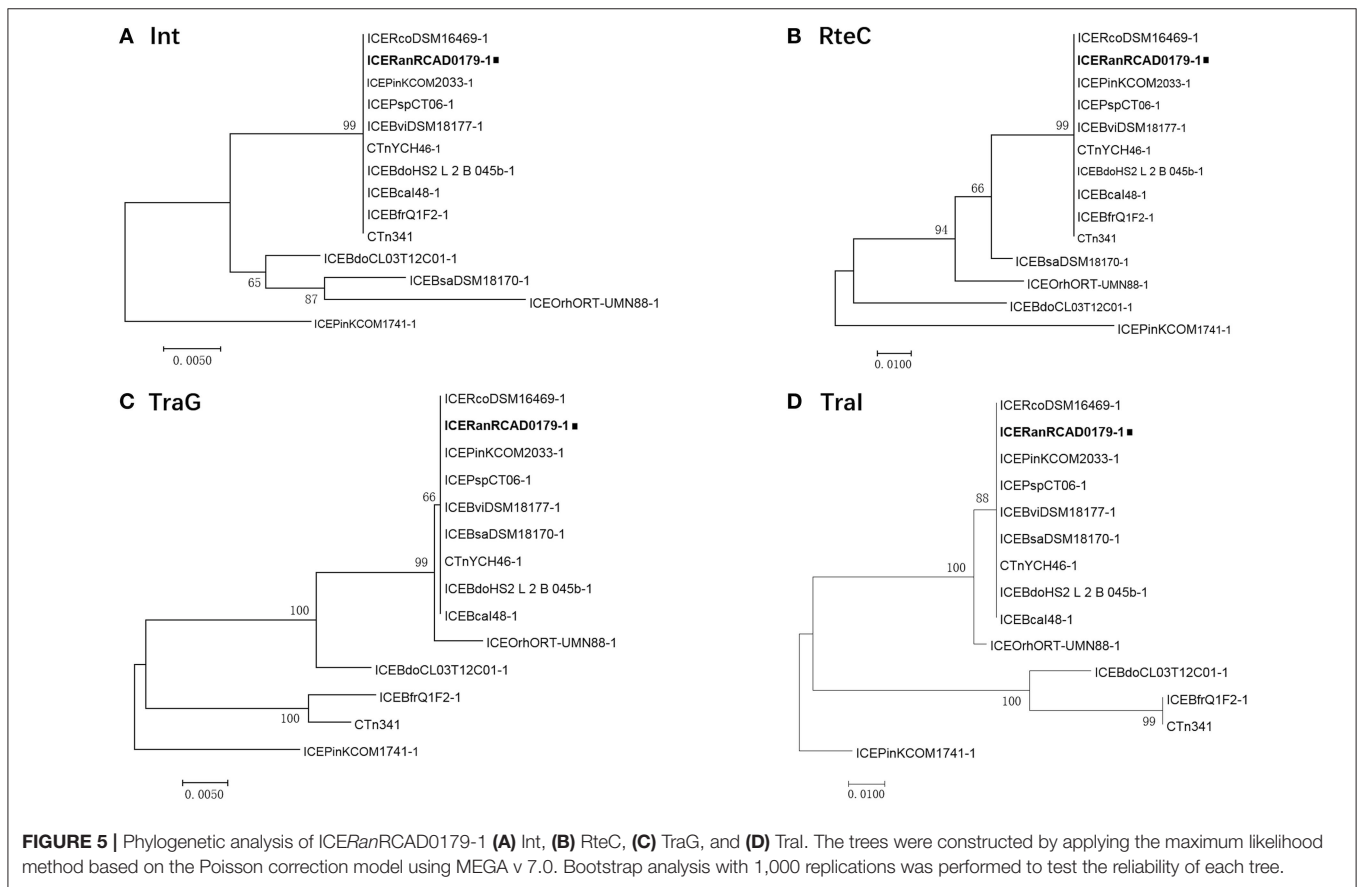 A Int
ICERcoDSM16469-1
ICERanRCAD0179-1■
ICEPinKCOM2033-1
ICEPspCT06-1
99
ICEBviDSM18177-1
CTnYCH46-1
ICEBdoHS2 L 2 B 045b-1
ICEBcaI48-1
ICEBfrQ1F2-1
CTn341
ICEBdoCL03T12C01-1
65
ICEBsaDSM18170-1
87
ICEOrhORT-UMN88-1
ICEPinKCOM1741-1
0. 0050
B RteC
ICERcoDSM16469-1
ICERanRCAD0179-1■
ICEPinKCOM2033-1
ICEPspCT06-1
99
ICEBviDSM18177-1
CTnYCH46-1
ICEBdoHS2 L 2 B 045b-1
66
ICEBcaI48-1
ICEBfrQ1F2-1
94
CTn341
ICEBsaDSM18170-1
ICEOrhORT-UMN88-1
ICEBdoCL03T12C01-1
ICEPinKCOM1741-1
0. 0100
C TraG
ICERcoDSM16469-1
ICERanRCAD0179-1■
ICEPinKCOM2033-1
ICEPspCT06-1
66
ICEBviDSM18177-1
ICEBsaDSM18170-1
99
CTnYCH46-1
ICEBdoHS2 L 2 B 045b-1
100
ICEBcaI48-1
ICEOrhORT-UMN88-1
ICEBdoCL03T12C01-1
ICEBfrQ1F2-1
100
CTn341
ICEPinKCOM1741-1
0. 0050
D TraI
ICERcoDSM16469-1
ICERanRCAD0179-1■
ICEPinKCOM2033-1
ICEPspCT06-1
88
ICEBviDSM18177-1
ICEBsaDSM18170-1
100
CTnYCH46-1
ICEBdoHS2 L 2 B 045b-1
ICEBcaI48-1
ICEOrhORT-UMN88-1
ICEBdoCL03T12C01-1
100
ICEBfrQ1F2-1
99
CTn341
ICEPinKCOM1741-1
0. 0100
FIGURE 5 | Phylogenetic analysis of ICERanRCAD0179-1 (A) Int, (B) RteC, (C) TraG, and (D) TraI. The trees were constructed by applying the maximum likelihood
method based on the Poisson correction model using MEGA v 7.0. Bootstrap analysis with 1,000 replications was performed to test the reliability of each tree.